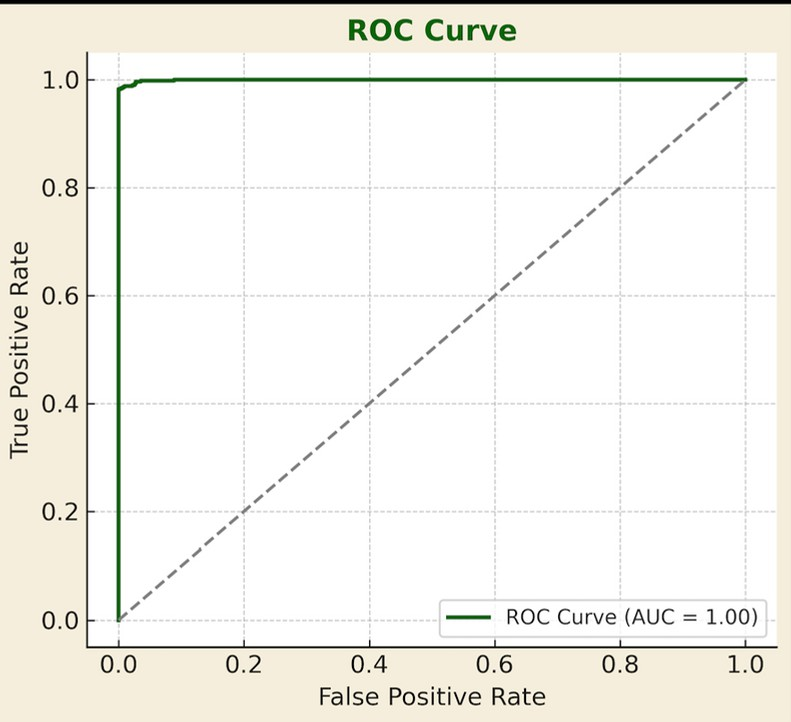 ROC Curve
True Positive Rate
1.0
0.8
0.6
0.4
0.2
0.0
ROC Curve (AUC = 1.00)
0.0 0.2 0.4 0.6 0.8 1.0
False Positive Rate